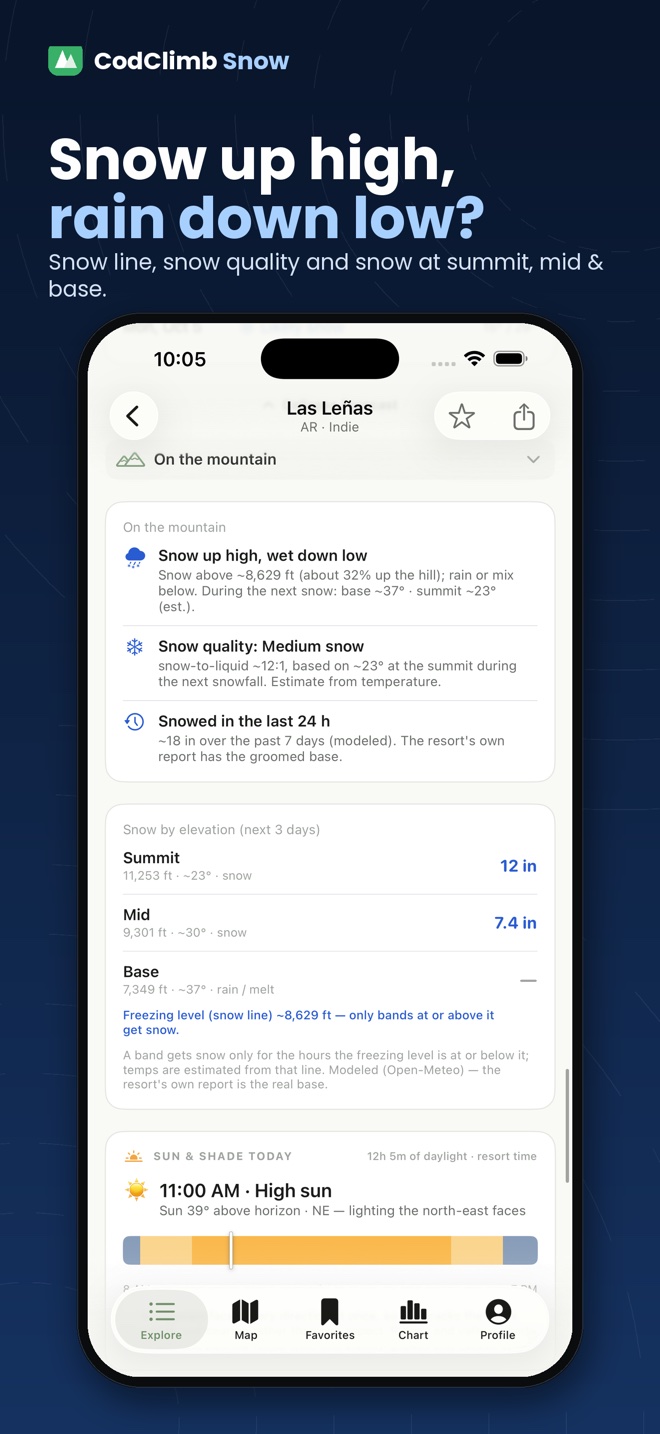 CodClimb Snow
Snow up high,
rain down low?
Snow line, snow quality and snow at summit, mid &
base.
10:05
Las Leñas
AR · Indie
On the mountain
On the mountain
Snow up high, wet down low
Snow above ~8,629 ft (about 32% up the hill); rain or mix
below. During the next snow: base ~37° · summit ~23°
(est.).
Snow quality: Medium snow
snow-to-liquid ~12:1, based on ~23° at the summit during
the next snowfall. Estimate from temperature.
Snowed in the last 24 h
~18 in over the past 7 days (modeled). The resort's own
report has the groomed base.
Snow by elevation (next 3 days)
Summit
11,253 ft · ~23° · snow
12 in
Mid
9,301 ft · ~30° · snow
7.4 in
Base
7,349 ft · ~37° · rain / melt
—
Freezing level (snow line) ~8,629 ft — only bands at or above it
get snow.
A band gets snow only for the hours the freezing level is at or below it;
temps are estimated from that line. Modeled (Open-Meteo) — the
resort's own report is the real base.
SUN & SHADE TODAY
12h 5m of daylight · resort time
11:00 AM · High sun
Sun 39° above horizon · NE — lighting the north-east faces
Explore
Map
Favorites
Chart
Profile